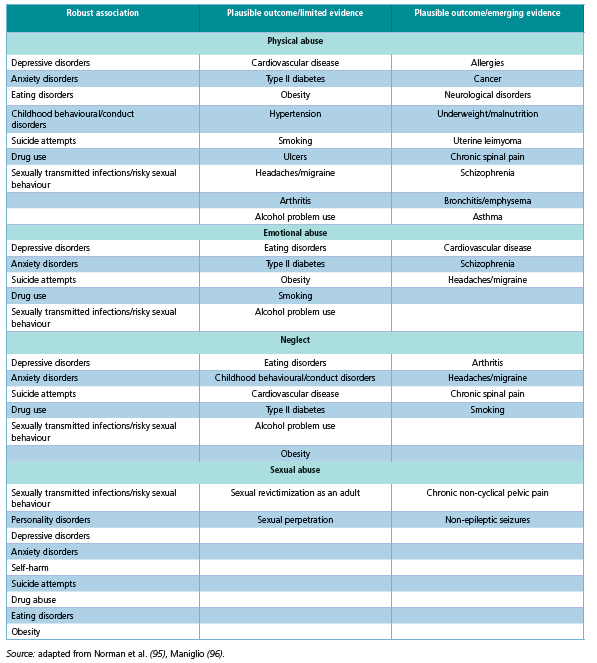 Robust association Plausible outcome/limited evidence Plausible outcome/emerging evidence
Physical abuse
Depressive disorders Cardiovascular disease Allergies
Anxiety disorders Type II diabetes Cancer
Eating disorders Obesity Neurological disorders
Childhood behavioural/conduct Hypertension Underweight/malnutrition
disorders
Suicide attempts Smoking Uterine leimyoma
Drug use Ulcers Chronic spinal pain
Sexually transmitted infections/risky sexual Headaches/migraine Schizophrenia
behaviour
Arthritis Bronchitis/emphysema
Alcohol problem use Asthma
Emotional abuse
Depressive disorders Eating disorders Cardiovascular disease
Anxiety disorders Type II diabetes Schizophrenia
Suicide attempts Obesity Headaches/migraine
Drug use Smoking
Sexually transmitted infections/risky sexual Alcohol problem use
behaviour
Neglect
Depressive disorders Eating disorders Arthritis
Anxiety disorders Childhood behavioural/conduct disorders Headaches/migraine
Suicide attempts Cardiovascular disease Chronic spinal pain
Drug use Type II diabetes Smoking
Sexually transmitted infections/risky sexual Alcohol problem use
behaviour
Obesity
Sexual abuse
Sexually transmitted infections/risky sexual Sexual revictimization as an adult Chronic non-cyclical pelvic pain
behaviour
Personality disorders Sexual perpetration Non-epileptic seizures
Depressive disorders
Anxiety disorders
Self-harm
Suicide attempts
Drug abuse
Eating disorders
Obesity
Source: adapted from Norman et al. (95), Maniglio (96).